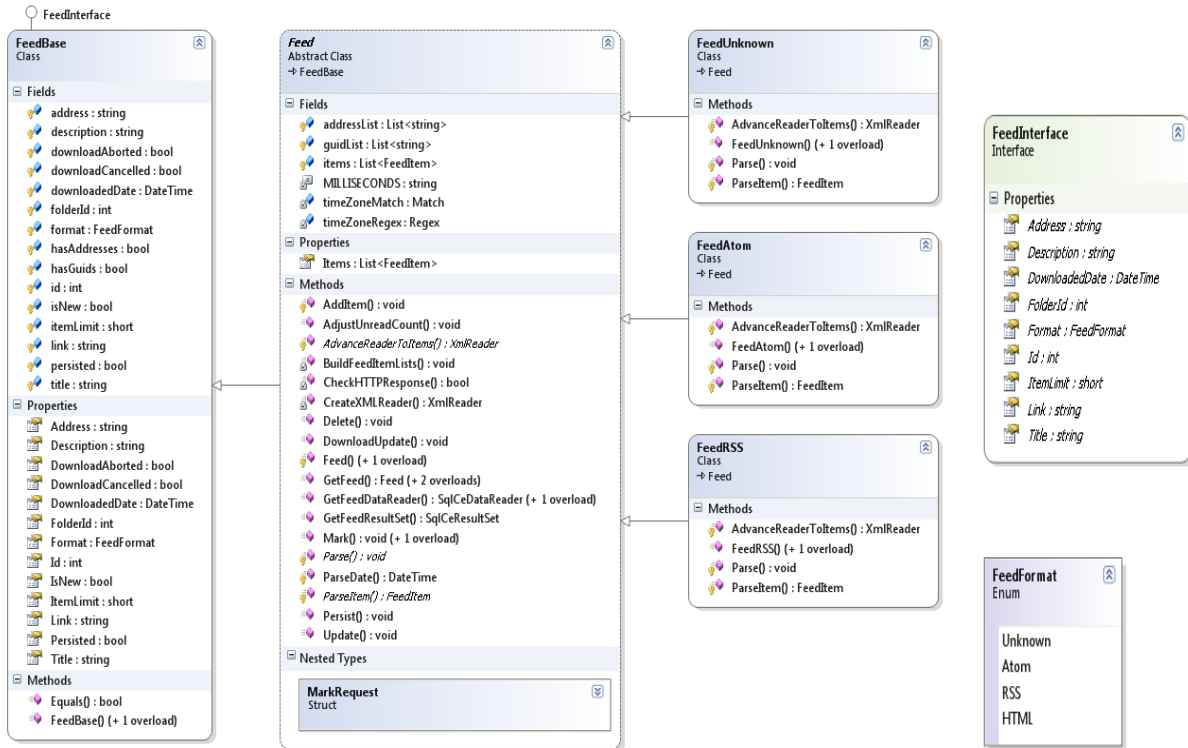 FeedInterface
FeedBase
Class
Fields
address : string
description : string
downloadAborted : bool
downloadCancelled : bool
downloadedDate : DateTime
folderId : int
format : FeedFormat
hasAddresses : bool
hasGuids : bool
id : int
isNew : bool
itemLimit : short
link : string
persisted : bool
title : string
Properties
Address : string
Description : string
DownloadAborted : bool
DownloadCancelled : bool
DownloadedDate : DateTime
FolderId : int
Format : FeedFormat
Id : int
IsNew : bool
ItemLimit : short
Link : string
Persisted : bool
Title : string
Methods
Equals() : bool
FeedBase() (+ 1 overload)
Feed
Abstract Class
FeedBase
Fields
addressList : List<string>
guidList : List<string>
items : List<FeedItem>
MILLISECONDS : string
timeZoneMatch : Match
timeZoneRegex : Regex
Properties
Items : List<FeedItem>
Methods
AddItem() : void
AdjustUnreadCount() : void
AdvanceReaderToItems() : XmlReader
BuildFeedItemLists() : void
CheckHTTPResponse() : bool
CreateXMLReader() : XmlReader
Delete() : void
DownloadUpdate() : void
Feed() (+ 1 overload)
GetFeed() : Feed (+ 2 overloads)
GetFeedDataReader() : SqlCeDataReader (+ 1 overload)
GetFeedResultSet() : SqlCeResultSet
Mark() : void (+ 1 overload)
Parse() : void
ParseDate() : DateTime
ParseItem() : FeedItem
Persist() : void
Update() : void
Nested Types
MarkRequest
Struct
FeedUnknown
Class
Feed
Methods
AdvanceReaderToItems() : XmlReader
FeedUnknown() (+ 1 overload)
Parse() : void
ParseItem() : FeedItem
FeedAtom
Class
Feed
Methods
AdvanceReaderToItems() : XmlReader
FeedAtom() (+ 1 overload)
Parse() : void
ParseItem() : FeedItem
FeedRSS
Class
Feed
Methods
AdvanceReaderToItems() : XmlReader
FeedRSS() (+ 1 overload)
Parse() : void
ParseItem() : FeedItem
FeedInterface
Interface
Properties
Address : string
Description : string
DownloadedDate : DateTime
FolderId : int
Format : FeedFormat
Id : int
ItemLimit : short
Link : string
Title : string
FeedFormat
Enum
Unknown
Atom
RSS
HTML